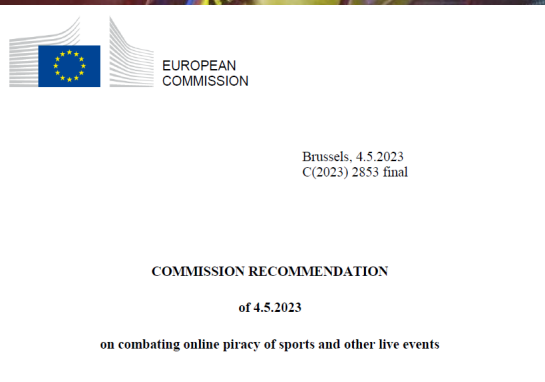 EUROPEAN
COMMISSION
Brussels, 4.5.2023
C(2023) 2853 final
COMMISSION RECOMMENDATION
of 4.5.2023
on combating online piracy of sports and other live events